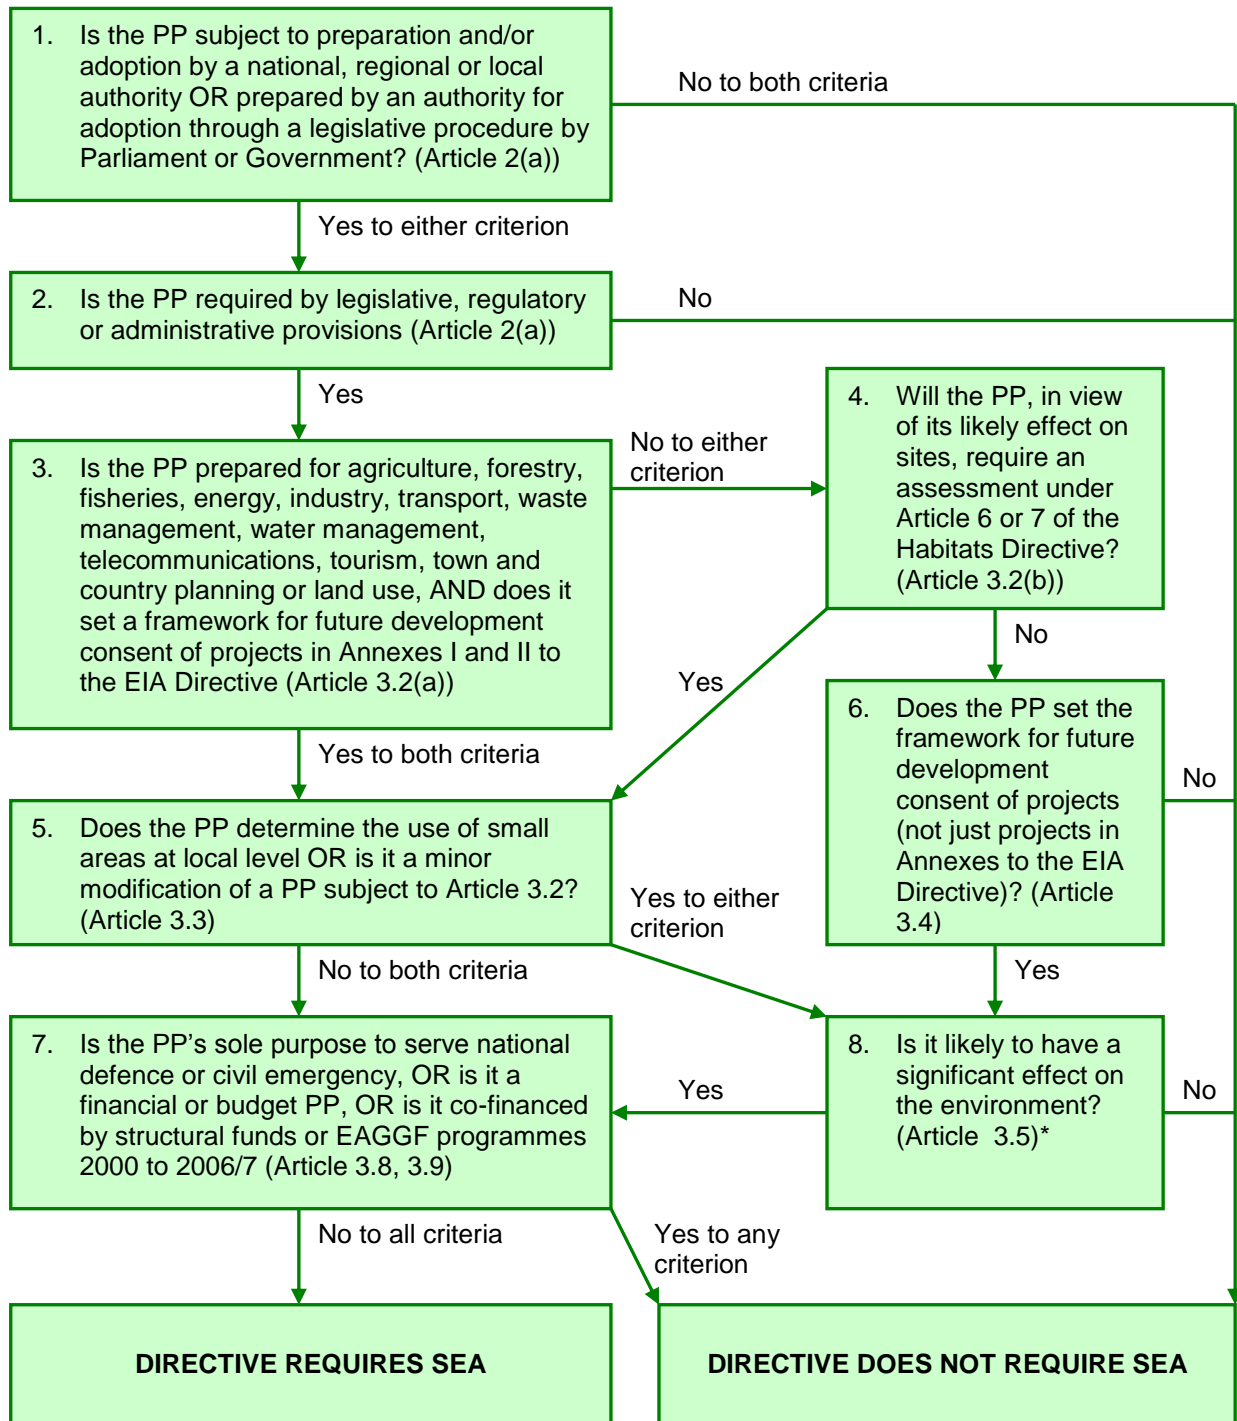 1. Is the PP subject to preparation and/or
adoption by a national, regional or local
authority OR prepared by an authority for
adoption through a legislative procedure by
Parliament or Government? (Article 2(a))
No to both criteria
Yes to either criterion
2. Is the PP required by legislative, regulatory
or administrative provisions (Article 2(a))
No
Yes
3. Is the PP prepared for agriculture, forestry,
fisheries, energy, industry, transport, waste
management, water management,
telecommunications, tourism, town and
country planning or land use, AND does it
set a framework for future development
consent of projects in Annexes I and II to
the EIA Directive (Article 3.2(a))
No to either
criterion
4. Will the PP, in view
of its likely effect on
sites, require an
assessment under
Article 6 or 7 of the
Habitats Directive?
(Article 3.2(b))
Yes
No
Yes to both criteria
6. Does the PP set the
framework for future
development
consent of projects
(not just projects in
Annexes to the EIA
Directive)? (Article
3.4)
No
5. Does the PP determine the use of small
areas at local level OR is it a minor
modification of a PP subject to Article 3.2?
(Article 3.3)
Yes to either
criterion
No to both criteria
Yes
7. Is the PP’s sole purpose to serve national
defence or civil emergency, OR is it a
financial or budget PP, OR is it co-financed
by structural funds or EAGGF programmes
2000 to 2006/7 (Article 3.8, 3.9)
Yes
8. Is it likely to have a
significant effect on
the environment?
(Article 3.5)*
No
No to all criteria
Yes to any
criterion
DIRECTIVE REQUIRES SEA
DIRECTIVE DOES NOT REQUIRE SEA